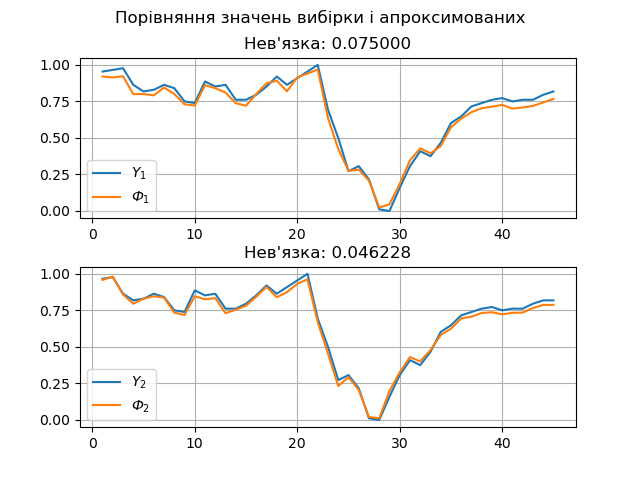 Порівняння значень вибірки і апроксимованих
Нев'язка: 0.075000
1.00
0.75
0.50
0.25
0.00
Y₁
Φ₁
0 10 20 30 40
Нев'язка: 0.046228
1.00
0.75
0.50
0.25
0.00
Y₂
Φ₂
0 10 20 30 40